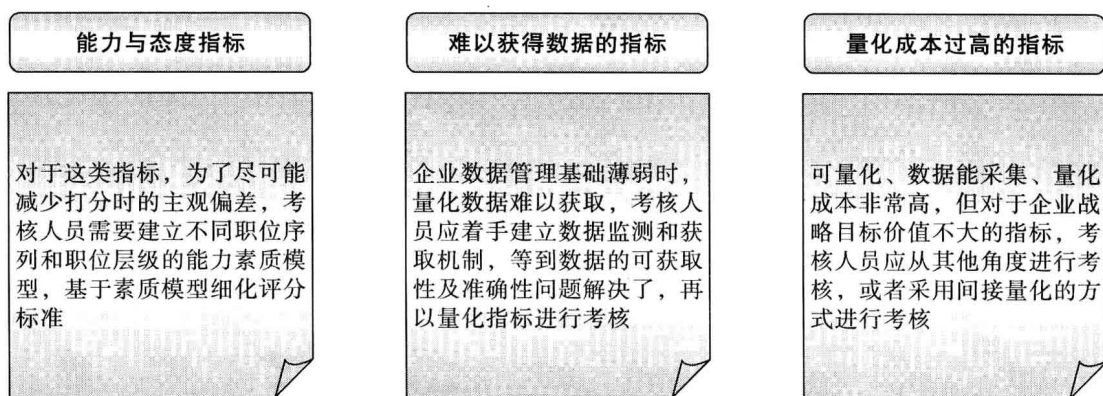 能力与态度指标
对于这类指标，为了尽可能
减少打分时的主观偏差，考
核人员需要建立不同职位序
列和职位层级的能力素质模
型，基于素质模型细化评分
标准
难以获得数据的指标
企业数据管理基础薄弱时，
量化数据难以获取，考核人
员应着手建立数据监测和获
取机制，等到数据的可获取
性及准确性问题解决了，再
以量化指标进行考核
量化成本过高的指标
可量化、数据能采集、量化
成本非常高，但对于企业战
略目标价值不大的指标，考
核人员应从其他角度进行考
核，或者采用间接量化的方
式进行考核